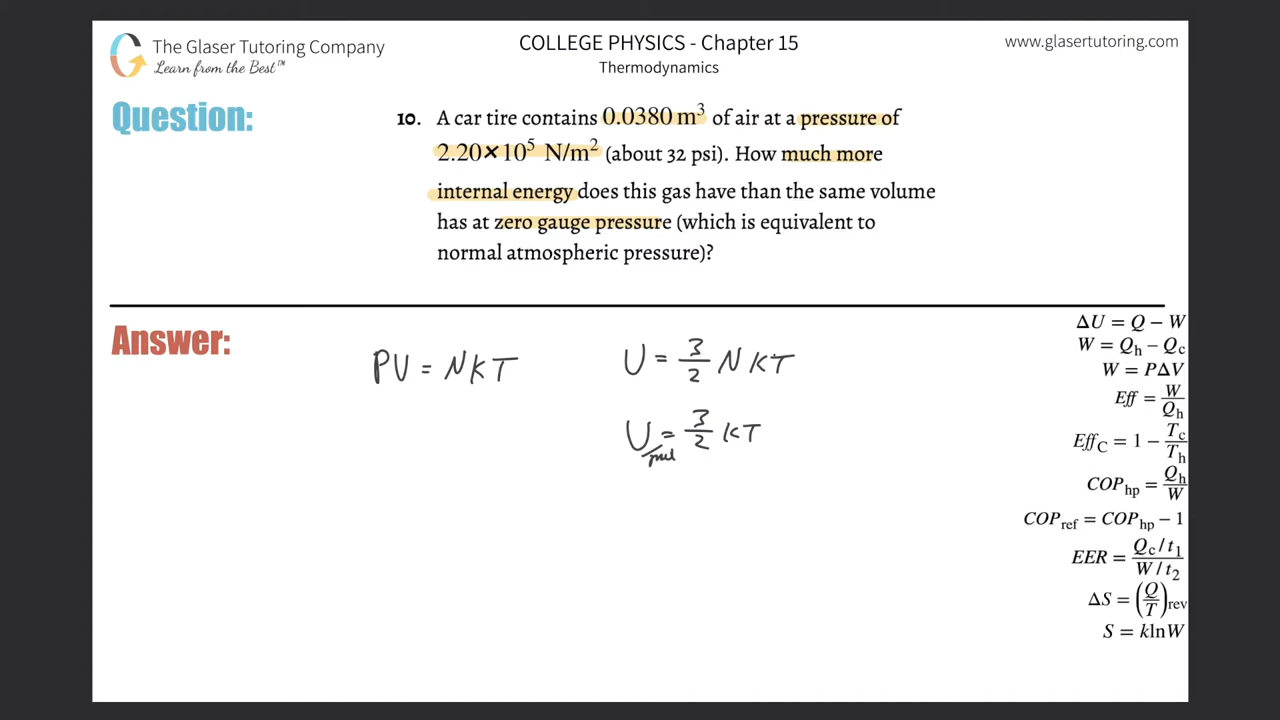 The Glaser Tutoring Company
Learn from the Best™
COLLEGE PHYSICS - Chapter 15
Thermodynamics
www.glasertutoring.com
Question:
10. A car tire contains 0.0380 m³ of air at a pressure of
2.20×10⁵ N/m² (about 32 psi). How much more
internal energy does this gas have than the same volume
has at zero gauge pressure (which is equivalent to
normal atmospheric pressure)?
Answer:
PV = NKT
U = 3/2 NKT
U = 3/2 KT
ΔU = Q − W
W = Qh − Qc
W = PΔV
Eff = W/Qh
EffC = 1 − Tc/Th
COPhp = Qh/W
COPref = COPhp − 1
EER = Qc/t1 / W/t2
ΔS = (Q/T)rev
S = klnW